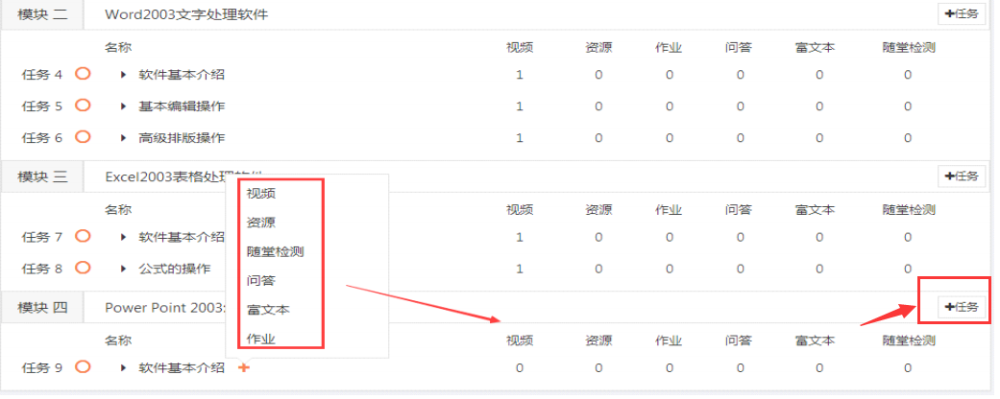 模块 二 Word2003文字处理软件 +任务
名称 视频 资源 作业 问答 富文本 随堂检测
任务 4 软件基本介绍 1 0 0 0 0 0
任务 5 基本编辑操作 1 0 0 0 0 0
任务 6 高级排版操作 1 0 0 0 0 0
模块 三 Excel2003表格处理软件 +任务
名称 视频 资源 作业 问答 富文本 随堂检测
任务 7 软件基本介绍 1 0 0 0 0 0
任务 8 公式的操作 1 0 0 0 0 0
模块 四 Power Point 2003: +任务
名称 视频 资源 作业 问答 富文本 随堂检测
任务 9 软件基本介绍 + 0 0 0 0 0 0
视频
资源
随堂检测
问答
富文本
作业